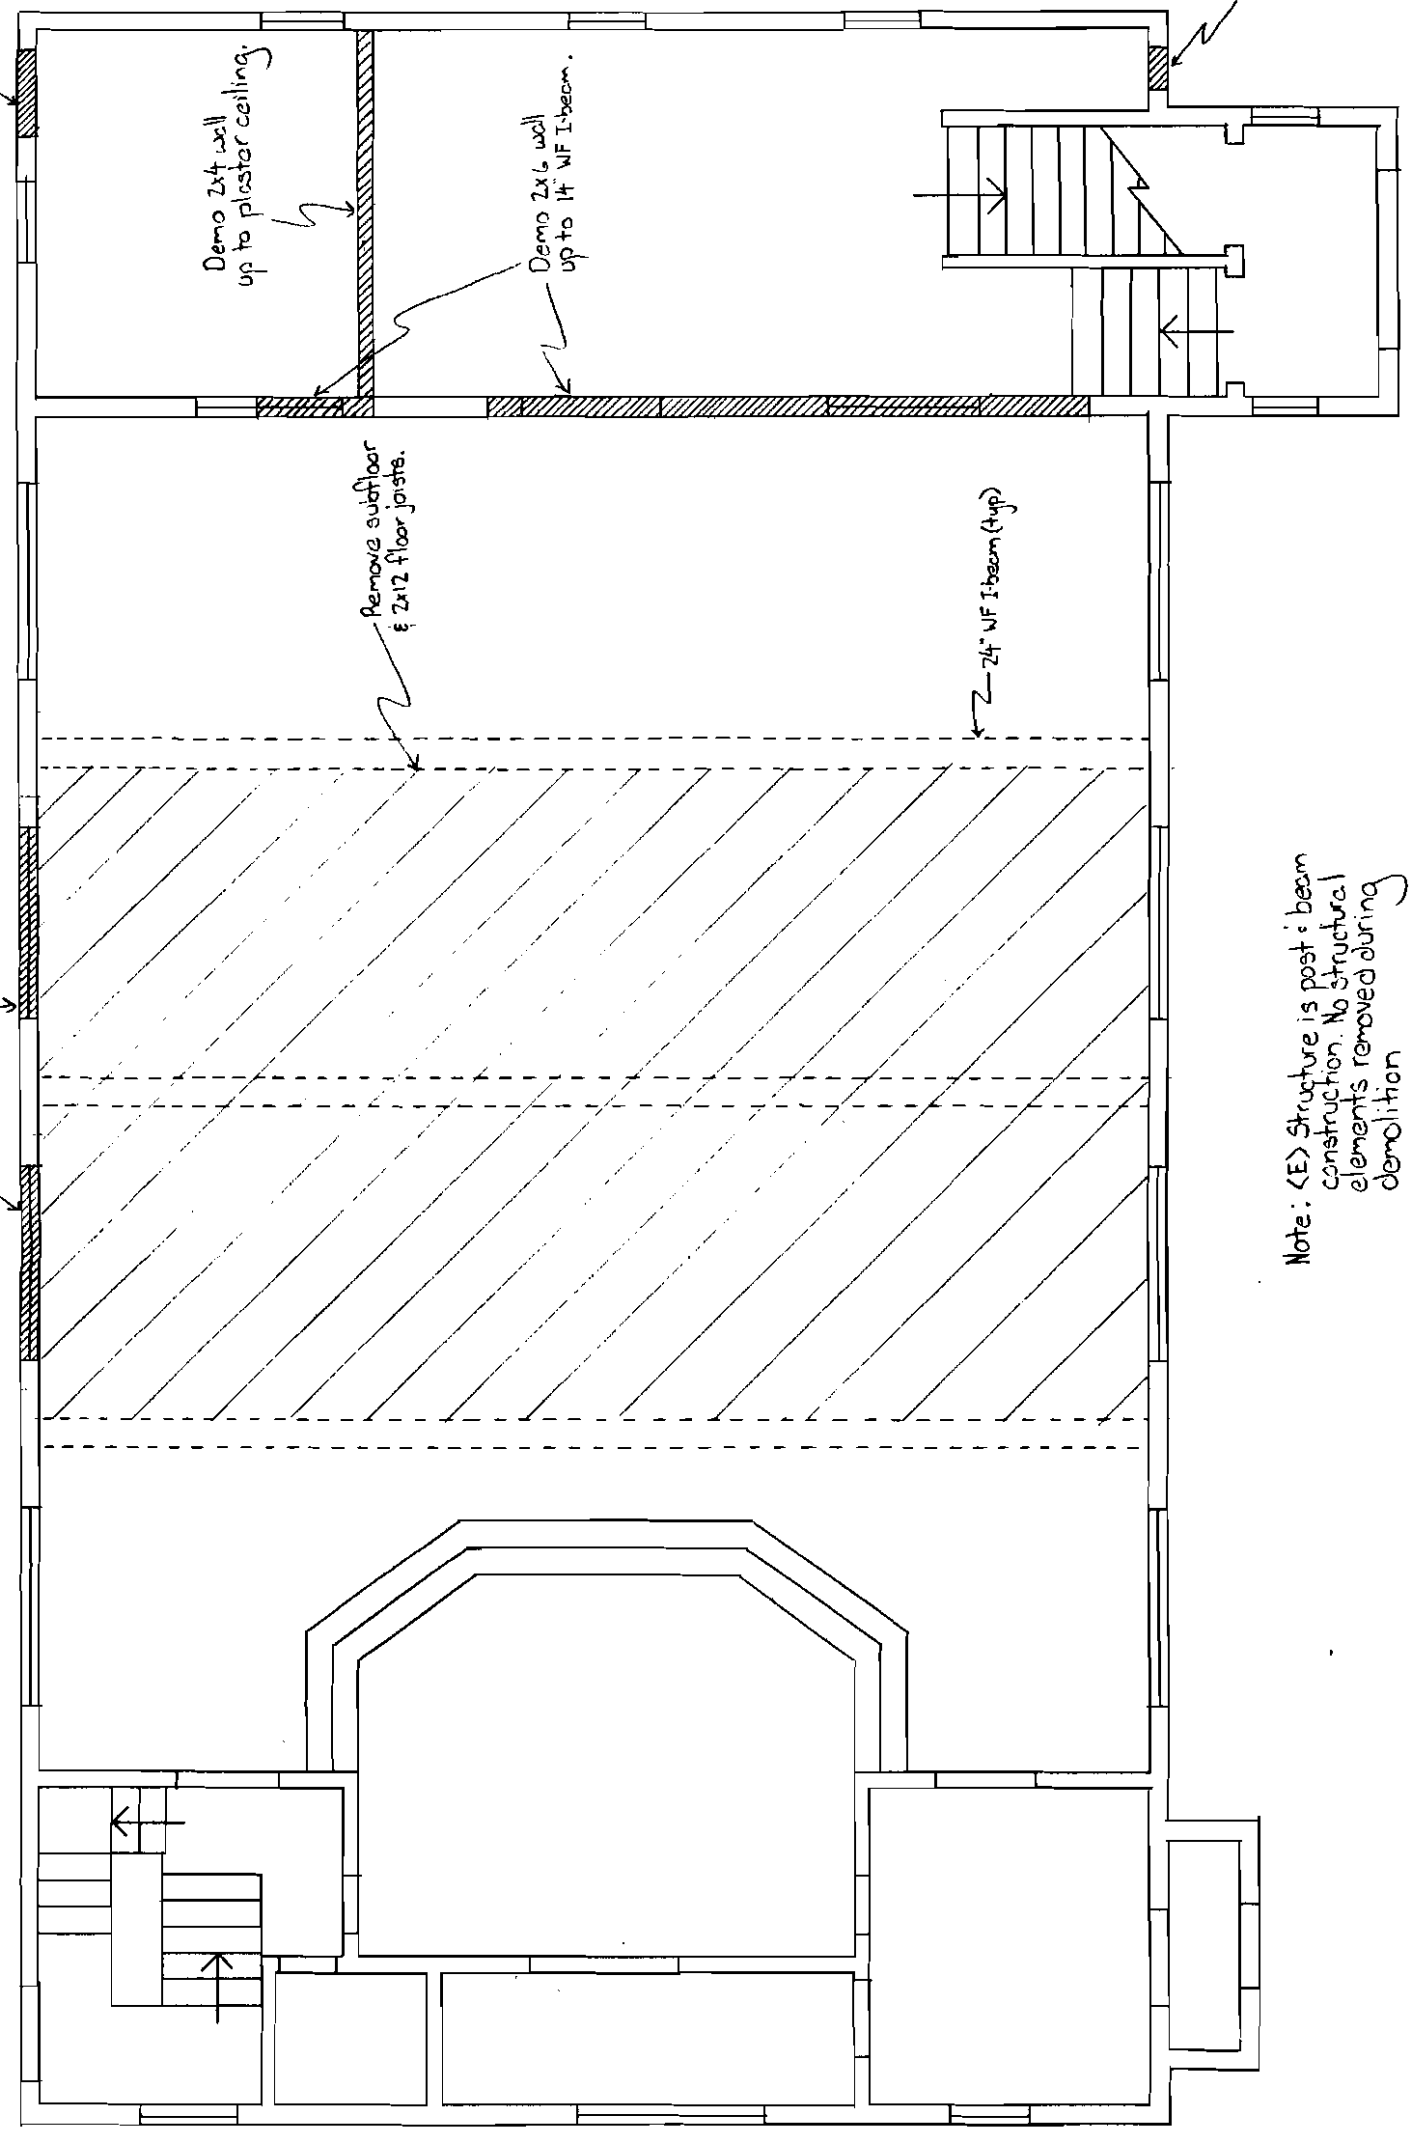 Demo 2x4 wall
up to plaster ceiling.
Demo 2x6 wall
up to 14" WF I-beam.
Remove subfloor
& 2x12 floor joists.
24" WF I-beam (typ)
Note: <E> Structure is post & beam
construction. No structural
elements removed during
demolition